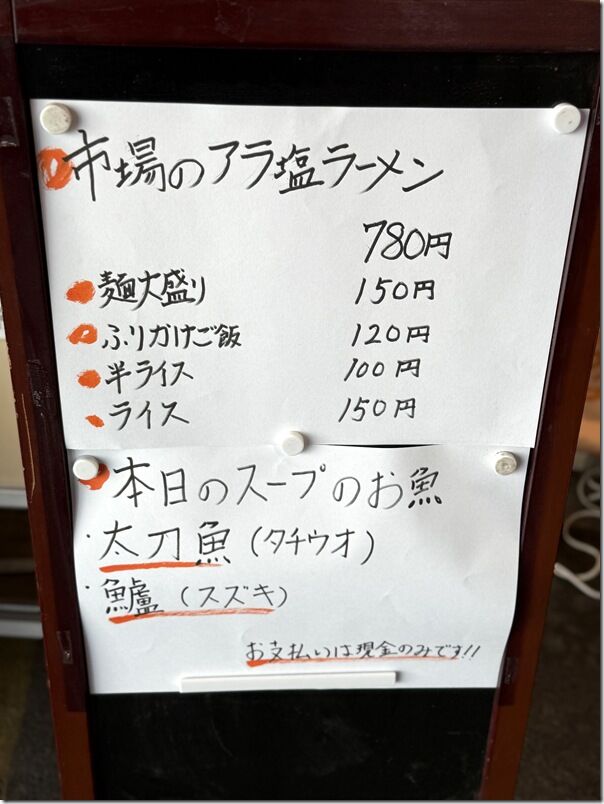 市場のアラ塩ラーメン
780円
麺大盛り 150円
ふりかけご飯 120円
半ライス 100円
ライス 150円
本日のスープのお魚
・太刀魚(タチウオ)
・鱸(スズキ)
お支払いは現金のみです!!